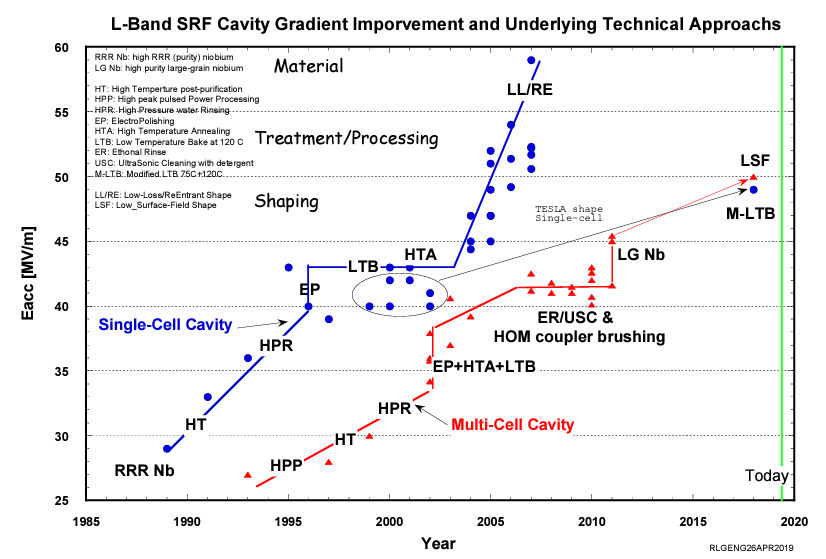 L-Band SRF Cavity Gradient Imporvement and Underlying Technical Approachs
60
55
50
45
40
35
30
25
Eacc [MV/m]
RRR Nb: high RRR (purity) niobium
LG Nb: high purity large-grain niobium
Material
HT: High Temperture post-purification
HPP: High peak pulsed Power Processing
HPR: High Pressure water Rinsing
EP: ElectroPolishing
HTA: High Temperature Annealing
LTB: Low Temperature Bake at 120 C
ER: Ethonal Rinse
USC: UltraSonic Cleaning with detergent
M-LTB: Modified LTB 75C+120C
Treatment/Processing
LL/RE: Low-Loss/ReEntrant Shape
LSF: Low_Surface-Field Shape
Shaping
LL/RE
LSF
TESLA shape
Single-cell
M-LTB
HTA
LTB
LG Nb
EP
Single-Cell Cavity
ER/USC &
HOM coupler brushing
HPR
EP+HTA+LTB
HPR
HT
Multi-Cell Cavity
HT
RRR Nb
HPP
Today
1985
1990
1995
2000
2005
2010
2015
2020
Year
RLGENG26APR2019